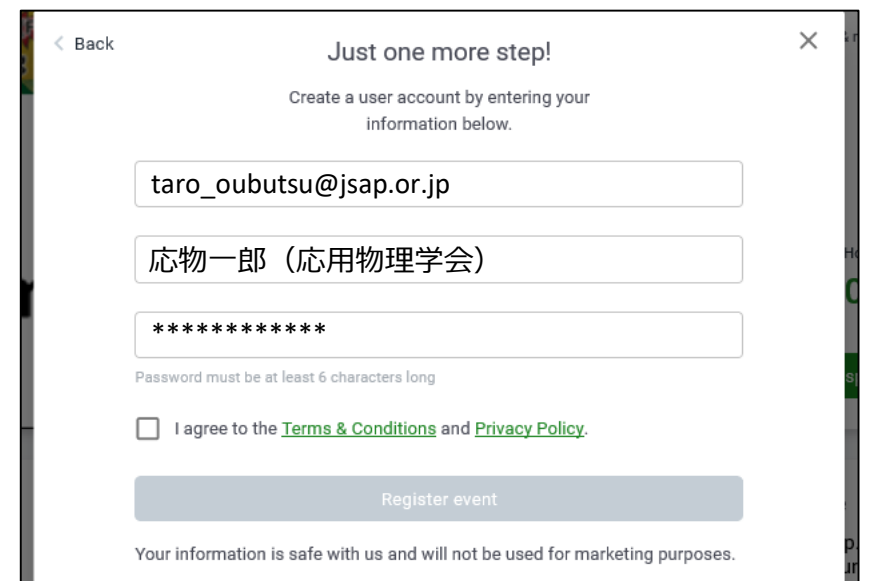 Back
Just one more step!
Create a user account by entering your
information below.
taro_oubutsu@jsap.or.jp
応物一郎（応用物理学会）
************
Password must be at least 6 characters long
I agree to the Terms & Conditions and Privacy Policy.
Register event
Your information is safe with us and will not be used for marketing purposes.